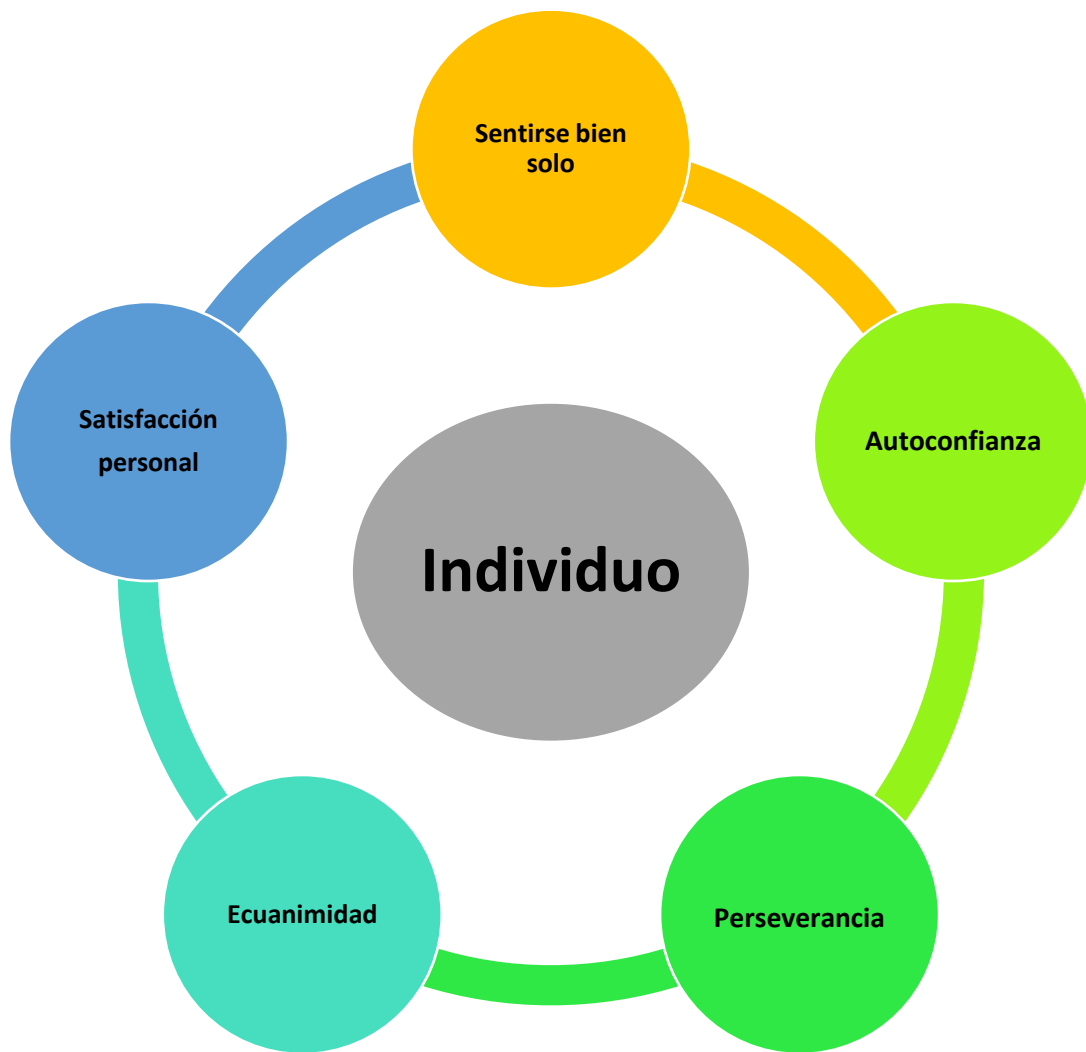 Sentirse bien
solo
Autoconfianza
Perseverancia
Ecuanimidad
Satisfacción
personal
Individuo